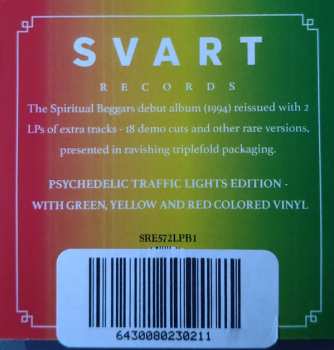 SVART
RECORDS
The Spiritual Beggars debut album (1994) reissued with 2
LPs of extra tracks - 18 demo cuts and other rare versions,
presented in ravishing triplefold packaging.
PSYCHEDELIC TRAFFIC LIGHTS EDITION -
WITH GREEN, YELLOW AND RED COLORED VINYL
SRE572LPB1
6430080230211